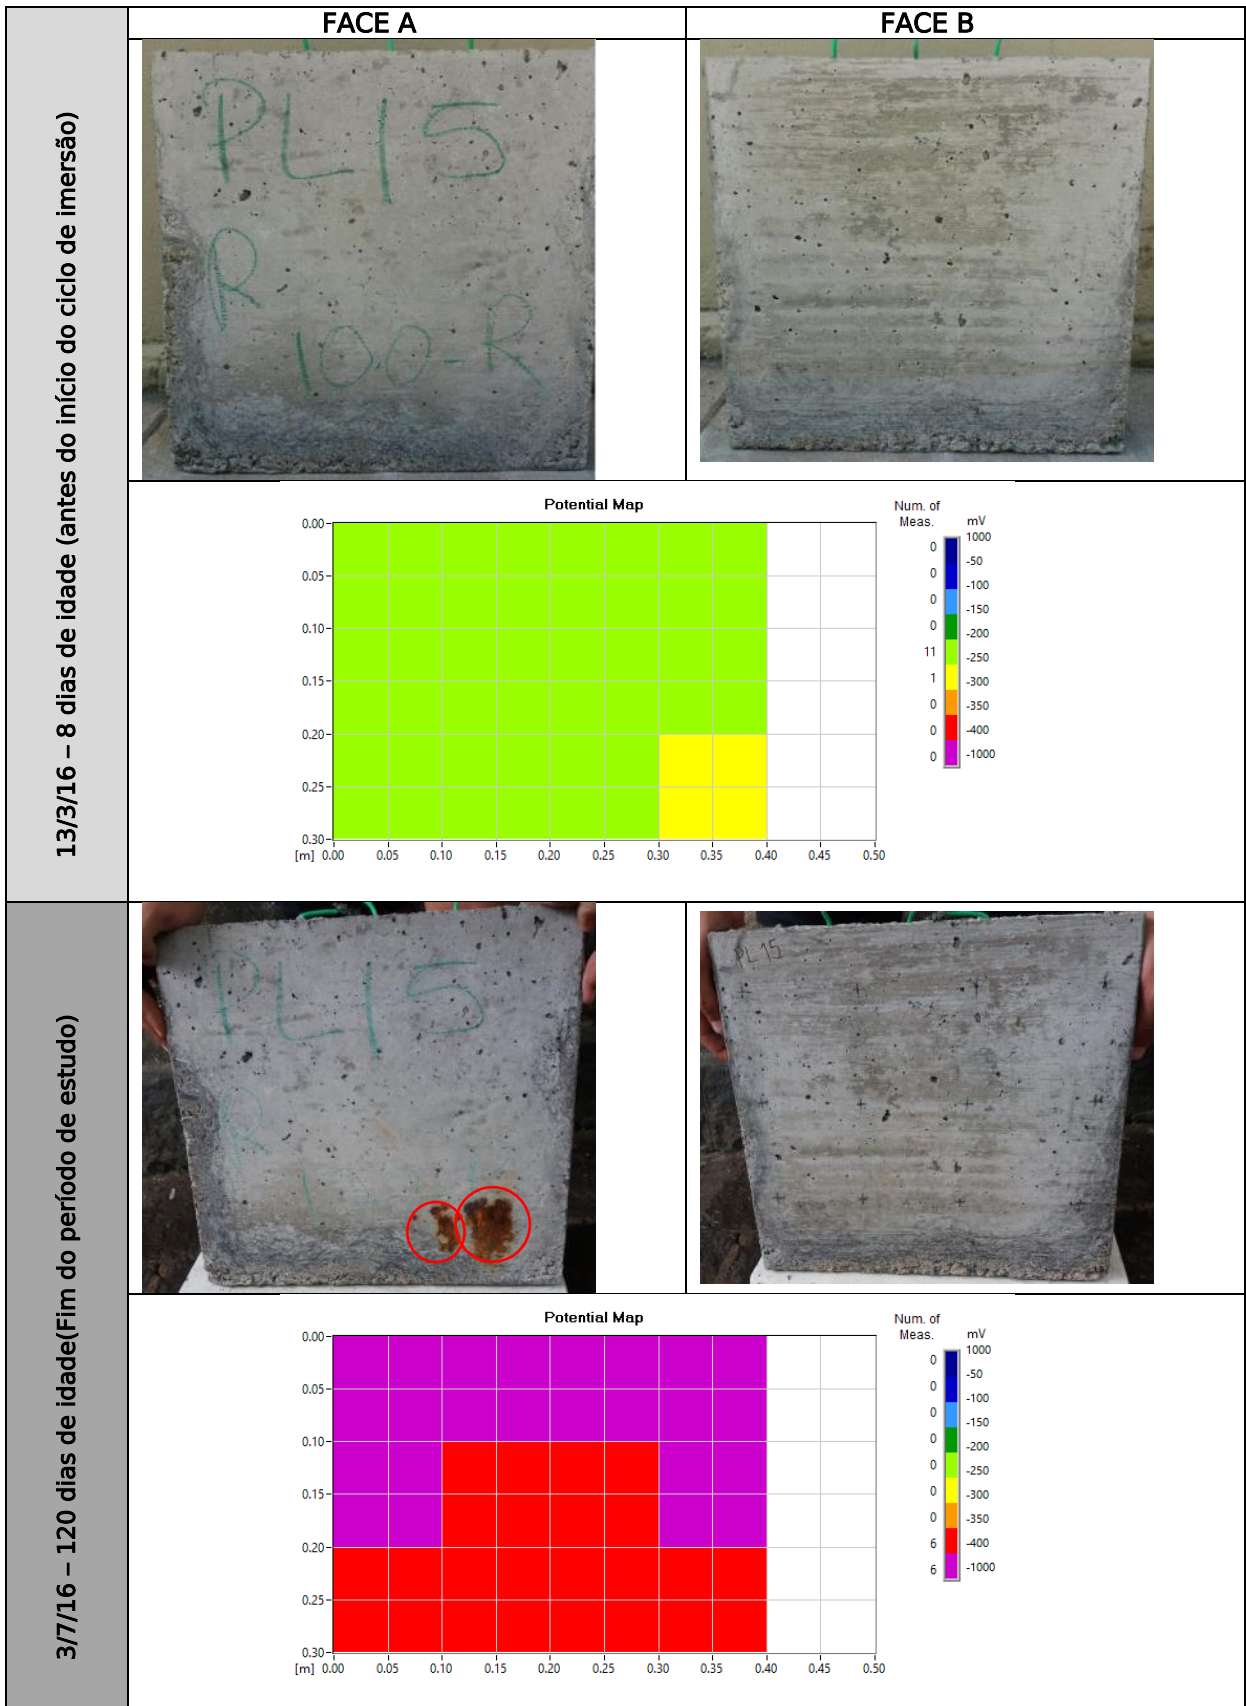 FACE A
FACE B
13/3/16 – 8 dias de idade (antes do início do ciclo de imersão)
PL15
R
100-R
Potential Map
Num. of
Meas.
mV
1000
0
-50
0
-100
0
-150
0
-200
11
-250
1
-300
0
-350
0
-400
0
-1000
0.00
0.05
0.10
0.15
0.20
0.25
0.30
[m] 0.00 0.05 0.10 0.15 0.20 0.25 0.30 0.35 0.40 0.45 0.50
3/7/16 – 120 dias de idade(Fim do período de estudo)
PL15
R
PL 15
Potential Map
Num. of
Meas.
mV
1000
0
-50
0
-100
0
-150
0
-200
0
-250
0
-300
0
-350
6
-400
6
-1000
0.00
0.05
0.10
0.15
0.20
0.25
0.30
[m] 0.00 0.05 0.10 0.15 0.20 0.25 0.30 0.35 0.40 0.45 0.50